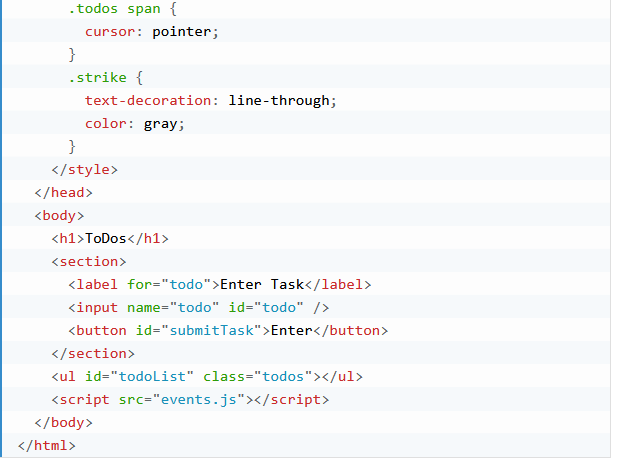 .todos span {
cursor: pointer;
}
.strike {
text-decoration: line-through;
color: gray;
}
</style>
</head>
<body>
<h1>ToDos</h1>
<section>
<label for="todo">Enter Task</label>
<input name="todo" id="todo" />
<button id="submitTask">Enter</button>
</section>
<ul id="todoList" class="todos"></ul>
<script src="events.js"></script>
</body>
</html>